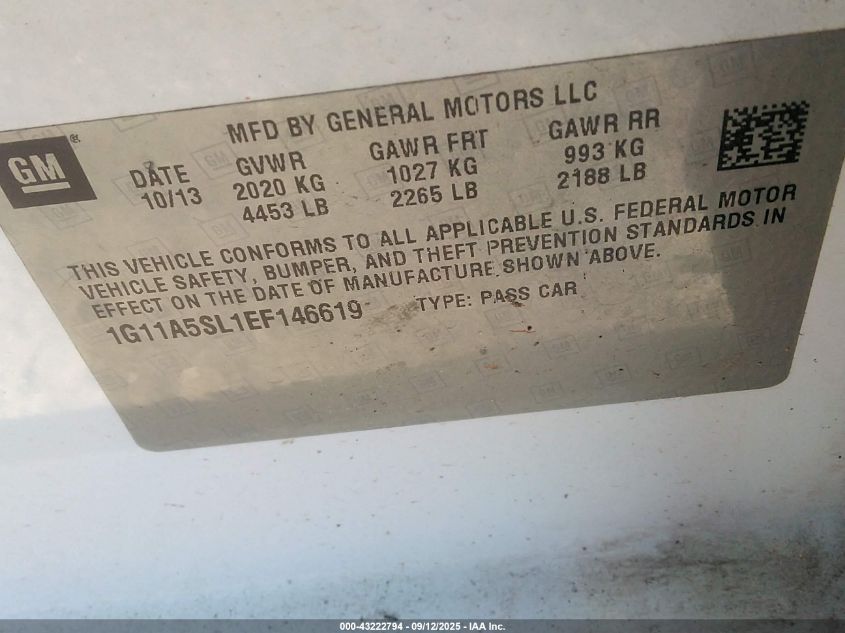 MFD BY GENERAL MOTORS LLC
GM
DATE GVWR GAWR FRT GAWR RR
10/13 2020 KG 1027 KG 993 KG
4453 LB 2265 LB 2188 LB
THIS VEHICLE CONFORMS TO ALL APPLICABLE U.S. FEDERAL MOTOR
VEHICLE SAFETY, BUMPER, AND THEFT PREVENTION STANDARDS IN
EFFECT ON THE DATE OF MANUFACTURE SHOWN ABOVE.
1G11A5SL1EF146619 TYPE: PASS CAR
000-43222794 - 09/12/2025 - IAA Inc.